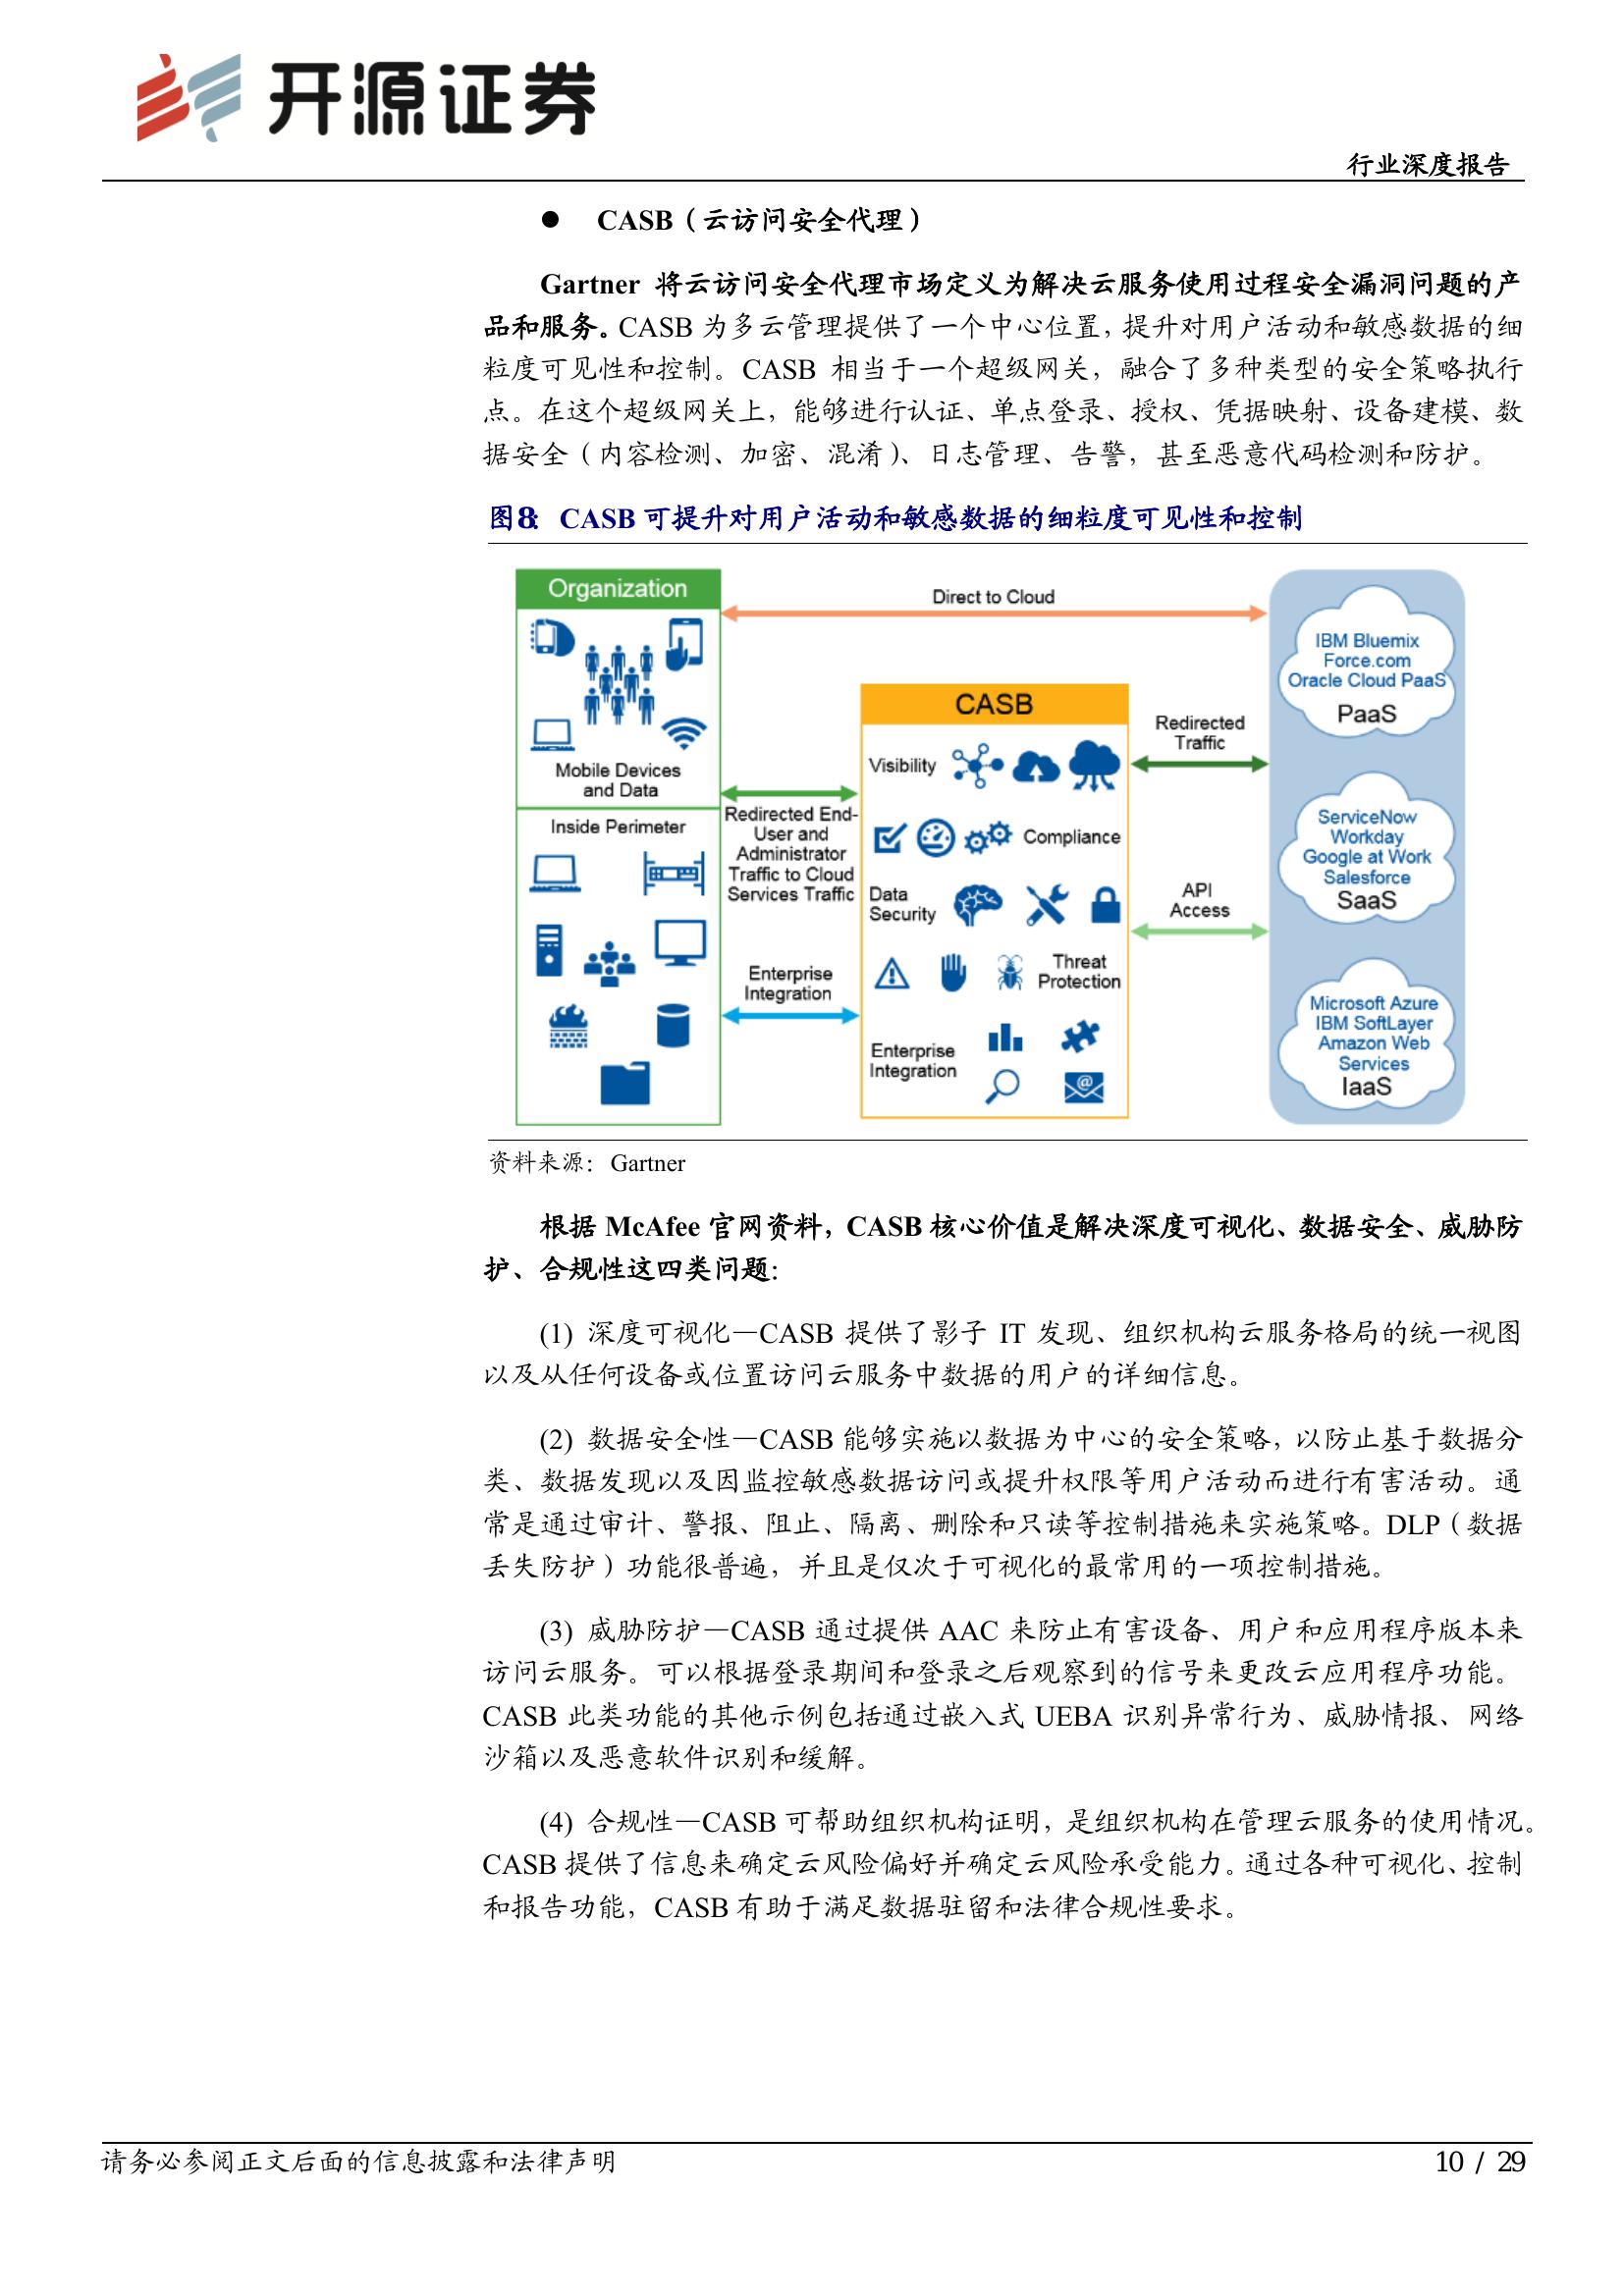 开源证券
行业深度报告
● CASB（云访问安全代理）
Gartner 将云访问安全代理市场定义为解决云服务使用过程安全漏洞问题的产
品和服务。CASB 为多云管理提供了一个中心位置，提升对用户活动和敏感数据的细
粒度可见性和控制。CASB 相当于一个超级网关，融合了多种类型的安全策略执行
点。在这个超级网关上，能够进行认证、单点登录、授权、凭据映射、设备建模、数
据安全（内容检测、加密、混淆）、日志管理、告警，甚至恶意代码检测和防护。
图8： CASB 可提升对用户活动和敏感数据的细粒度可见性和控制
Organization
Mobile Devices
and Data
Inside Perimeter
Direct to Cloud
Redirected End-
User and
Administrator
Traffic to Cloud
Services Traffic
Enterprise
Integration
CASB
Visibility
Compliance
Data
Security
Threat
Protection
Enterprise
Integration
Redirected
Traffic
API
Access
IBM Bluemix
Force.com
Oracle Cloud PaaS
PaaS
ServiceNow
Workday
Google at Work
Salesforce
SaaS
Microsoft Azure
IBM SoftLayer
Amazon Web
Services
IaaS
资料来源：Gartner
根据 McAfee 官网资料，CASB 核心价值是解决深度可视化、数据安全、威胁防
护、合规性这四类问题：
(1) 深度可视化—CASB 提供了影子 IT 发现、组织机构云服务格局的统一视图
以及从任何设备或位置访问云服务中数据的用户的详细信息。
(2) 数据安全性—CASB 能够实施以数据为中心的安全策略，以防止基于数据分
类、数据发现以及因监控敏感数据访问或提升权限等用户活动而进行有害活动。通
常是通过审计、警报、阻止、隔离、删除和只读等控制措施来实施策略。DLP（数据
丢失防护）功能很普遍，并且是仅次于可视化的最常用的一项控制措施。
(3) 威胁防护—CASB 通过提供 AAC 来防止有害设备、用户和应用程序版本来
访问云服务。可以根据登录期间和登录之后观察到的信号来更改云应用程序功能。
CASB 此类功能的其他示例包括通过嵌入式 UEBA 识别异常行为、威胁情报、网络
沙箱以及恶意软件识别和缓解。
(4) 合规性—CASB 可帮助组织机构证明，是组织机构在管理云服务的使用情况。
CASB 提供了信息来确定云风险偏好并确定云风险承受能力。通过各种可视化、控制
和报告功能，CASB 有助于满足数据驻留和法律合规性要求。
请务必参阅正文后面的信息披露和法律声明
10 / 29